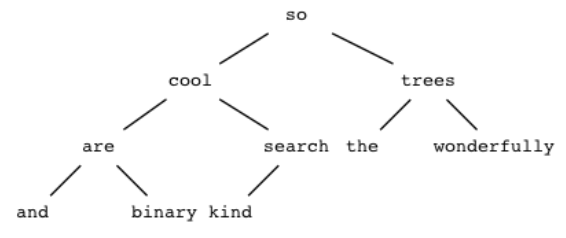 so
cool trees
are search the wonderfully
and binary kind